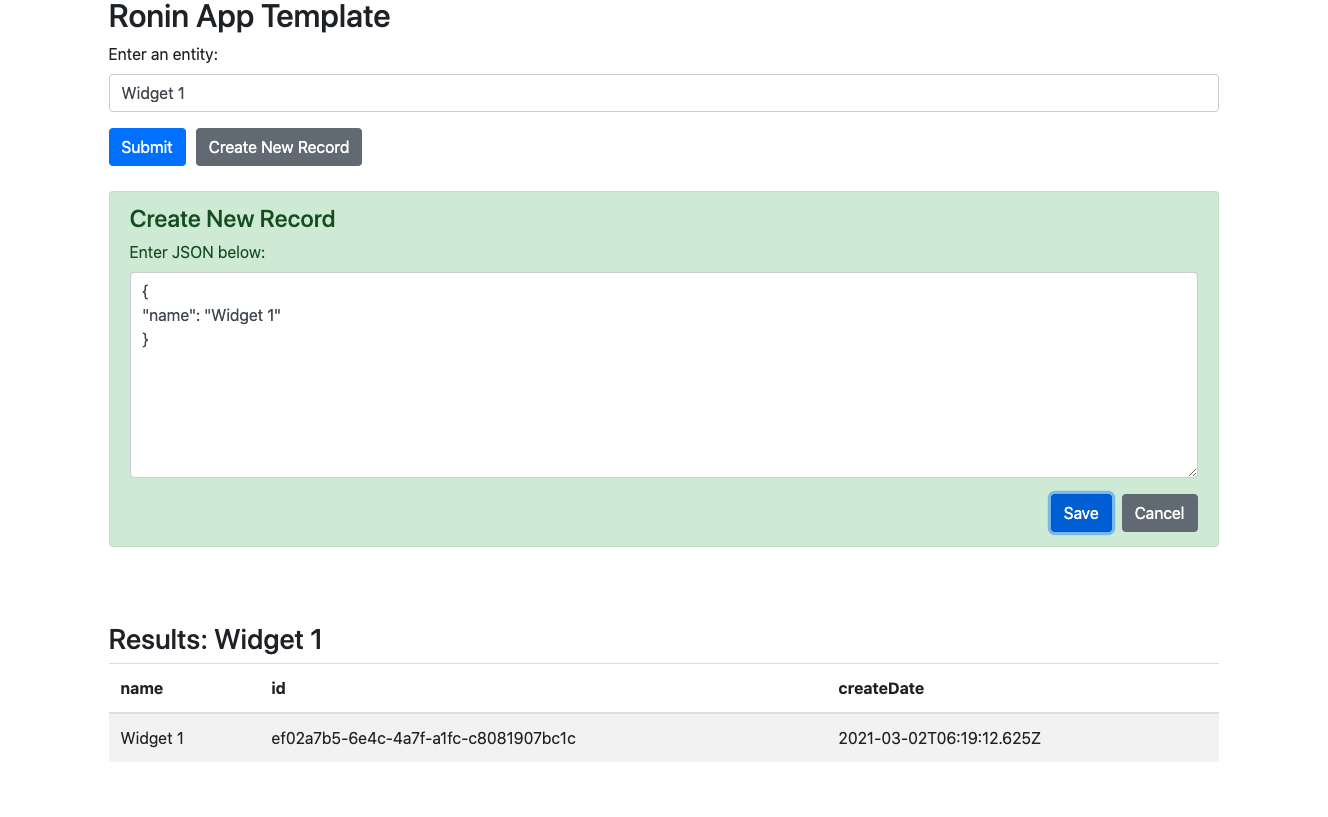 Ronin App Template
Enter an entity:
Widget 1
Submit Create New Record
Create New Record
Enter JSON below:
{
"name": "Widget 1"
}
Save Cancel
Results: Widget 1
name id createDate
Widget 1 ef02a7b5-6e4c-4a7f-a1fc-c8081907bc1c 2021-03-02T06:19:12.625Z